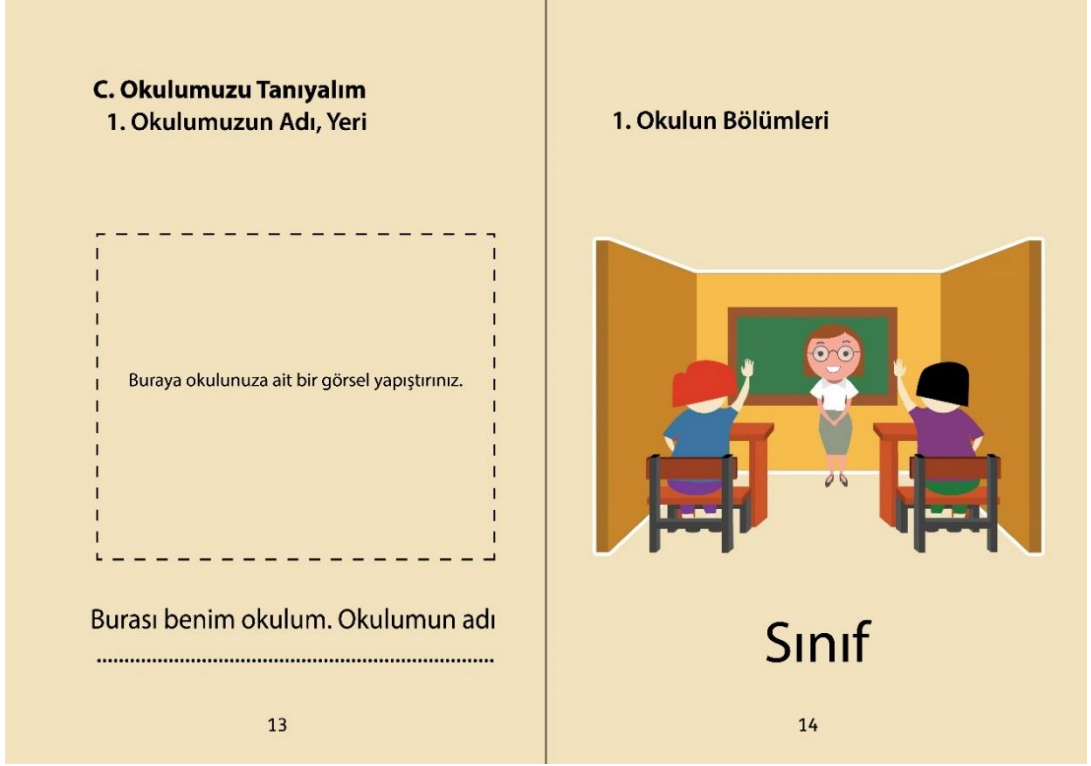 C. Okulumuzu Tanıyalım
1. Okulumuzun Adı, Yeri
Buraya okulunuza ait bir görsel yapıştırınız.
Burası benim okulum. Okulumun adı
......................................................................
13
1. Okulun Bölümleri
Sınıf
14